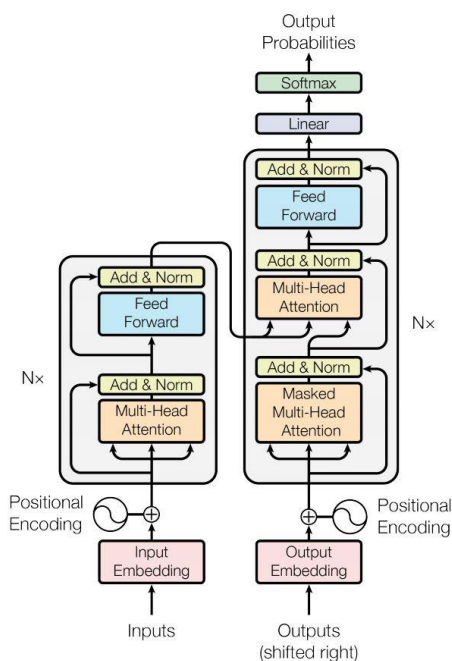 Output
Probabilities
Softmax
Linear
Add & Norm
Feed
Forward
Add & Norm
Multi-Head
Attention
Add & Norm
Masked
Multi-Head
Attention
N×
Positional
Encoding
Output
Embedding
Outputs
(shifted right)
Add & Norm
Feed
Forward
Add & Norm
Multi-Head
Attention
N×
Positional
Encoding
Input
Embedding
Inputs